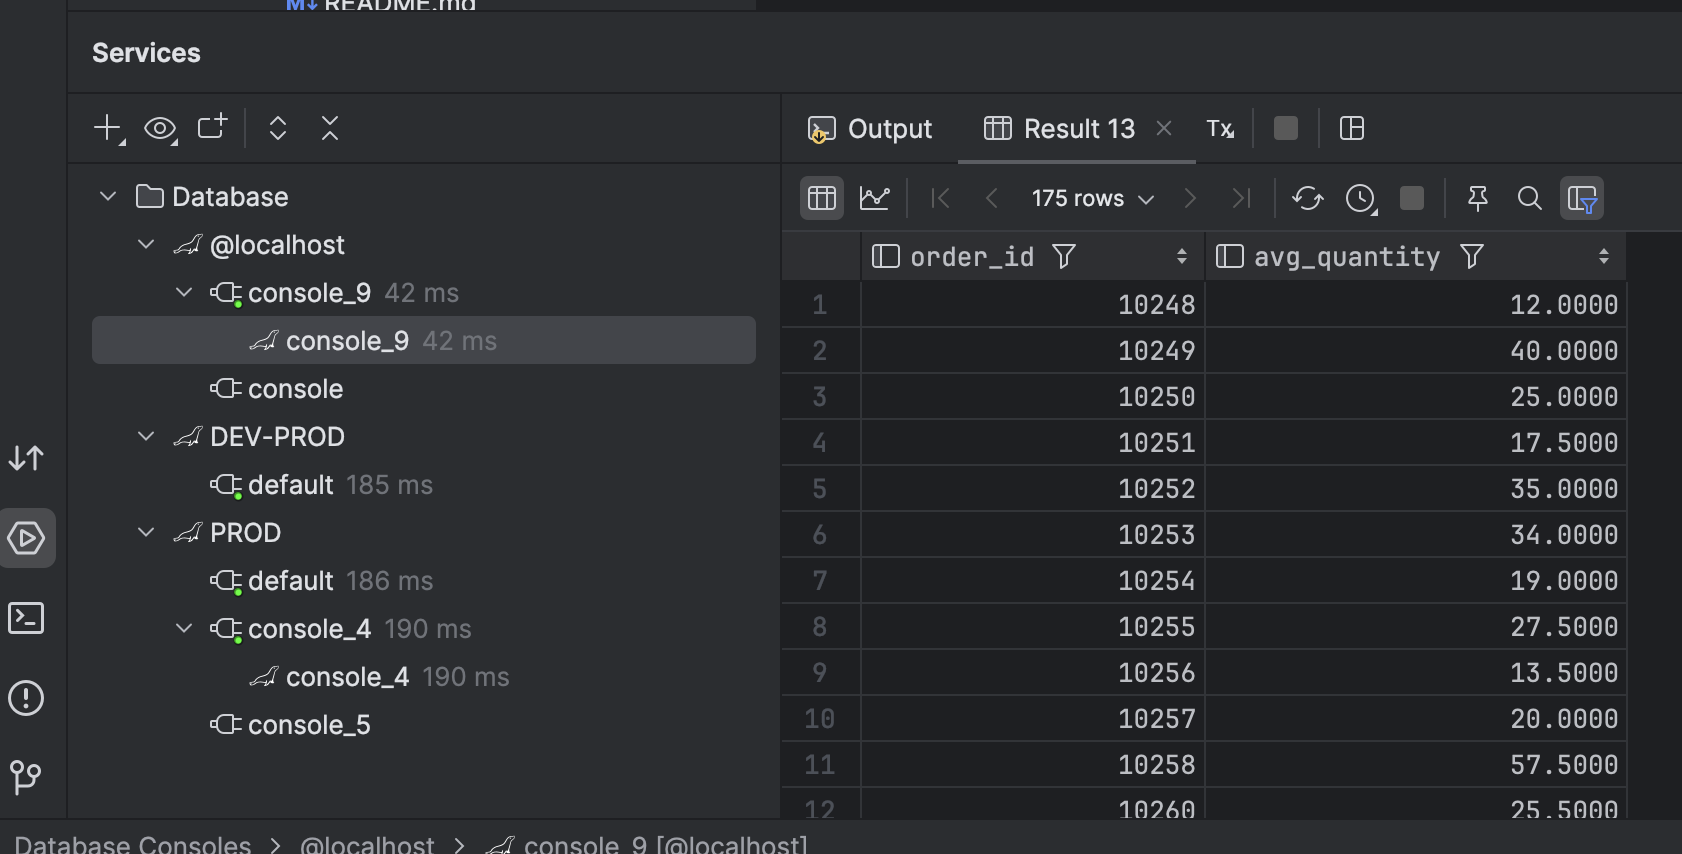 README.md
Services
Database
@localhost
console_9 42 ms
console_9 42 ms
console
DEV-PROD
default 185 ms
PROD
default 186 ms
console_4 190 ms
console_4 190 ms
console_5
Output Result 13 Tx
175 rows
order_id avg_quantity
1 10248 12.0000
2 10249 40.0000
3 10250 25.0000
4 10251 17.5000
5 10252 35.0000
6 10253 34.0000
7 10254 19.0000
8 10255 27.5000
9 10256 13.5000
10 10257 20.0000
11 10258 57.5000
12 10260 25.5000
Database Consoles > @localhost > console_9 [@localhost]